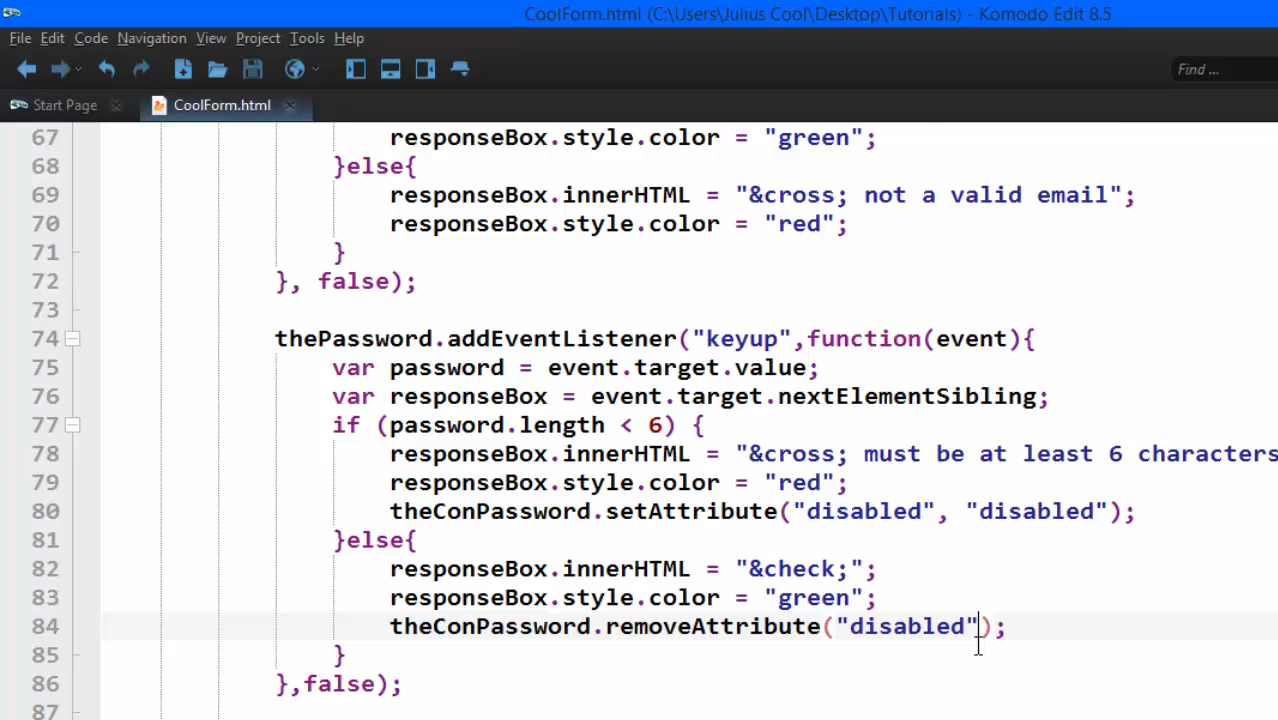 CoolForm.html (C:\Users\Julius Cool\Desktop\Tutorials) - Komodo Edit 8.5
File Edit Code Navigation View Project Tools Help
Find ...
Start Page CoolForm.html
67 responseBox.style.color = "green";
68 }else{
69 responseBox.innerHTML = "&cross; not a valid email";
70 responseBox.style.color = "red";
71 }
72 }, false);
73
74 thePassword.addEventListener("keyup",function(event){
75 var password = event.target.value;
76 var responseBox = event.target.nextElementSibling;
77 if (password.length < 6) {
78 responseBox.innerHTML = "&cross; must be at least 6 characters
79 responseBox.style.color = "red";
80 theConPassword.setAttribute("disabled", "disabled");
81 }else{
82 responseBox.innerHTML = "&check;";
83 responseBox.style.color = "green";
84 theConPassword.removeAttribute("disabled");
85 }
86 },false);
87